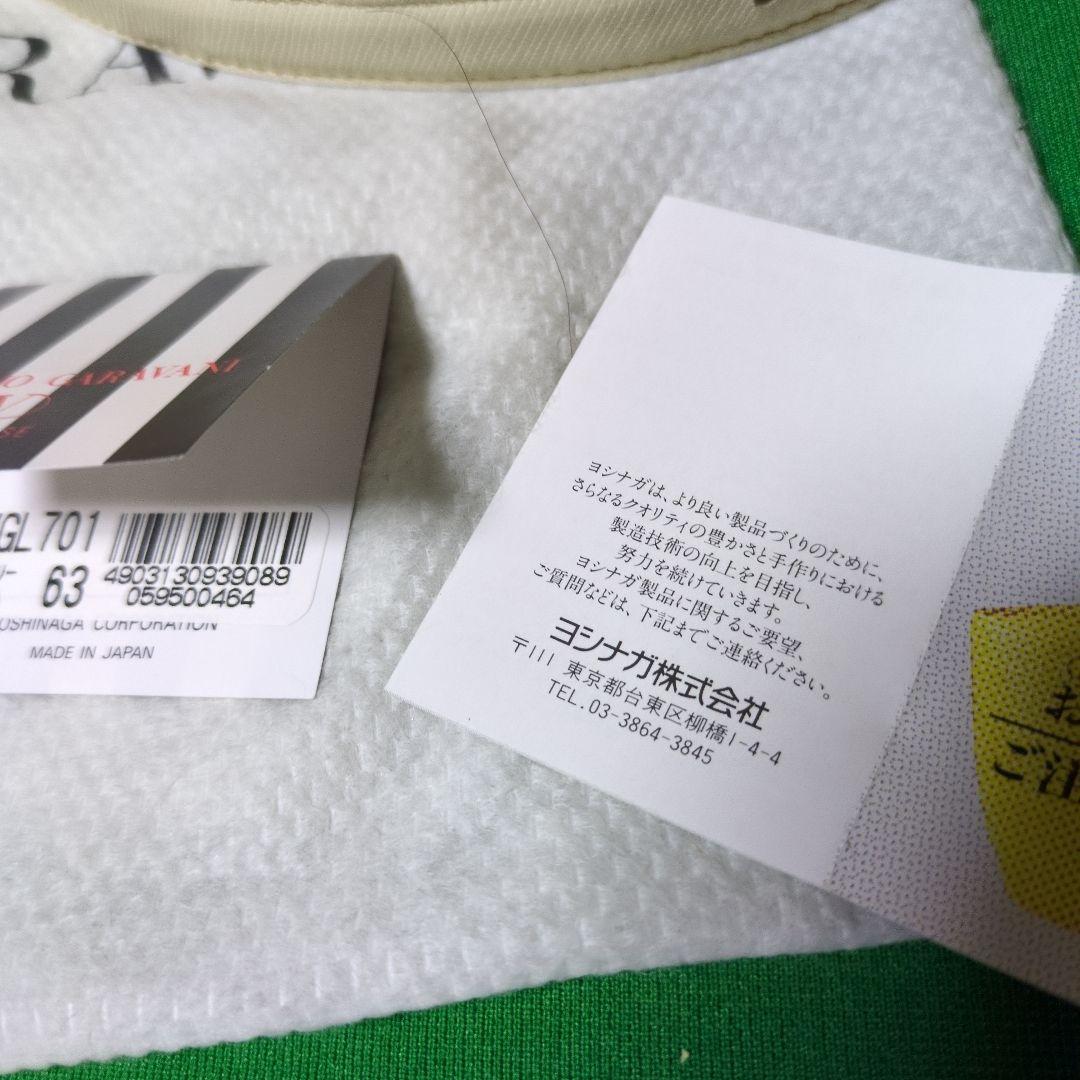 RA
O GARAVANI
V
SE
GL701
63
4903130939089
059500464
OSHINAGA CORPORATION
MADE IN JAPAN
ヨシナガは、より良い製品づくりのために、
さらなるクオリティの豊かさと手作りにおける
製造技術の向上を目指し、
努力を続けていきます。
ヨシナガ製品に関するご要望、
ご質問などは、下記までご連絡ください。
ヨシナガ株式会社
〒111 東京都台東区柳橋1-4-4
TEL.03-3864-3845
お
ご注